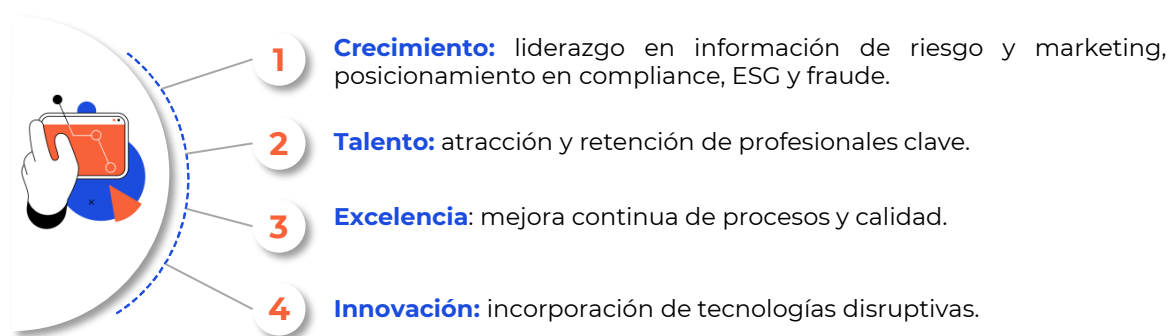 1
Crecimiento: liderazgo en información de riesgo y marketing,
posicionamiento en compliance, ESG y fraude.
2
Talento: atracción y retención de profesionales clave.
3
Excelencia: mejora continua de procesos y calidad.
4
Innovación: incorporación de tecnologías disruptivas.